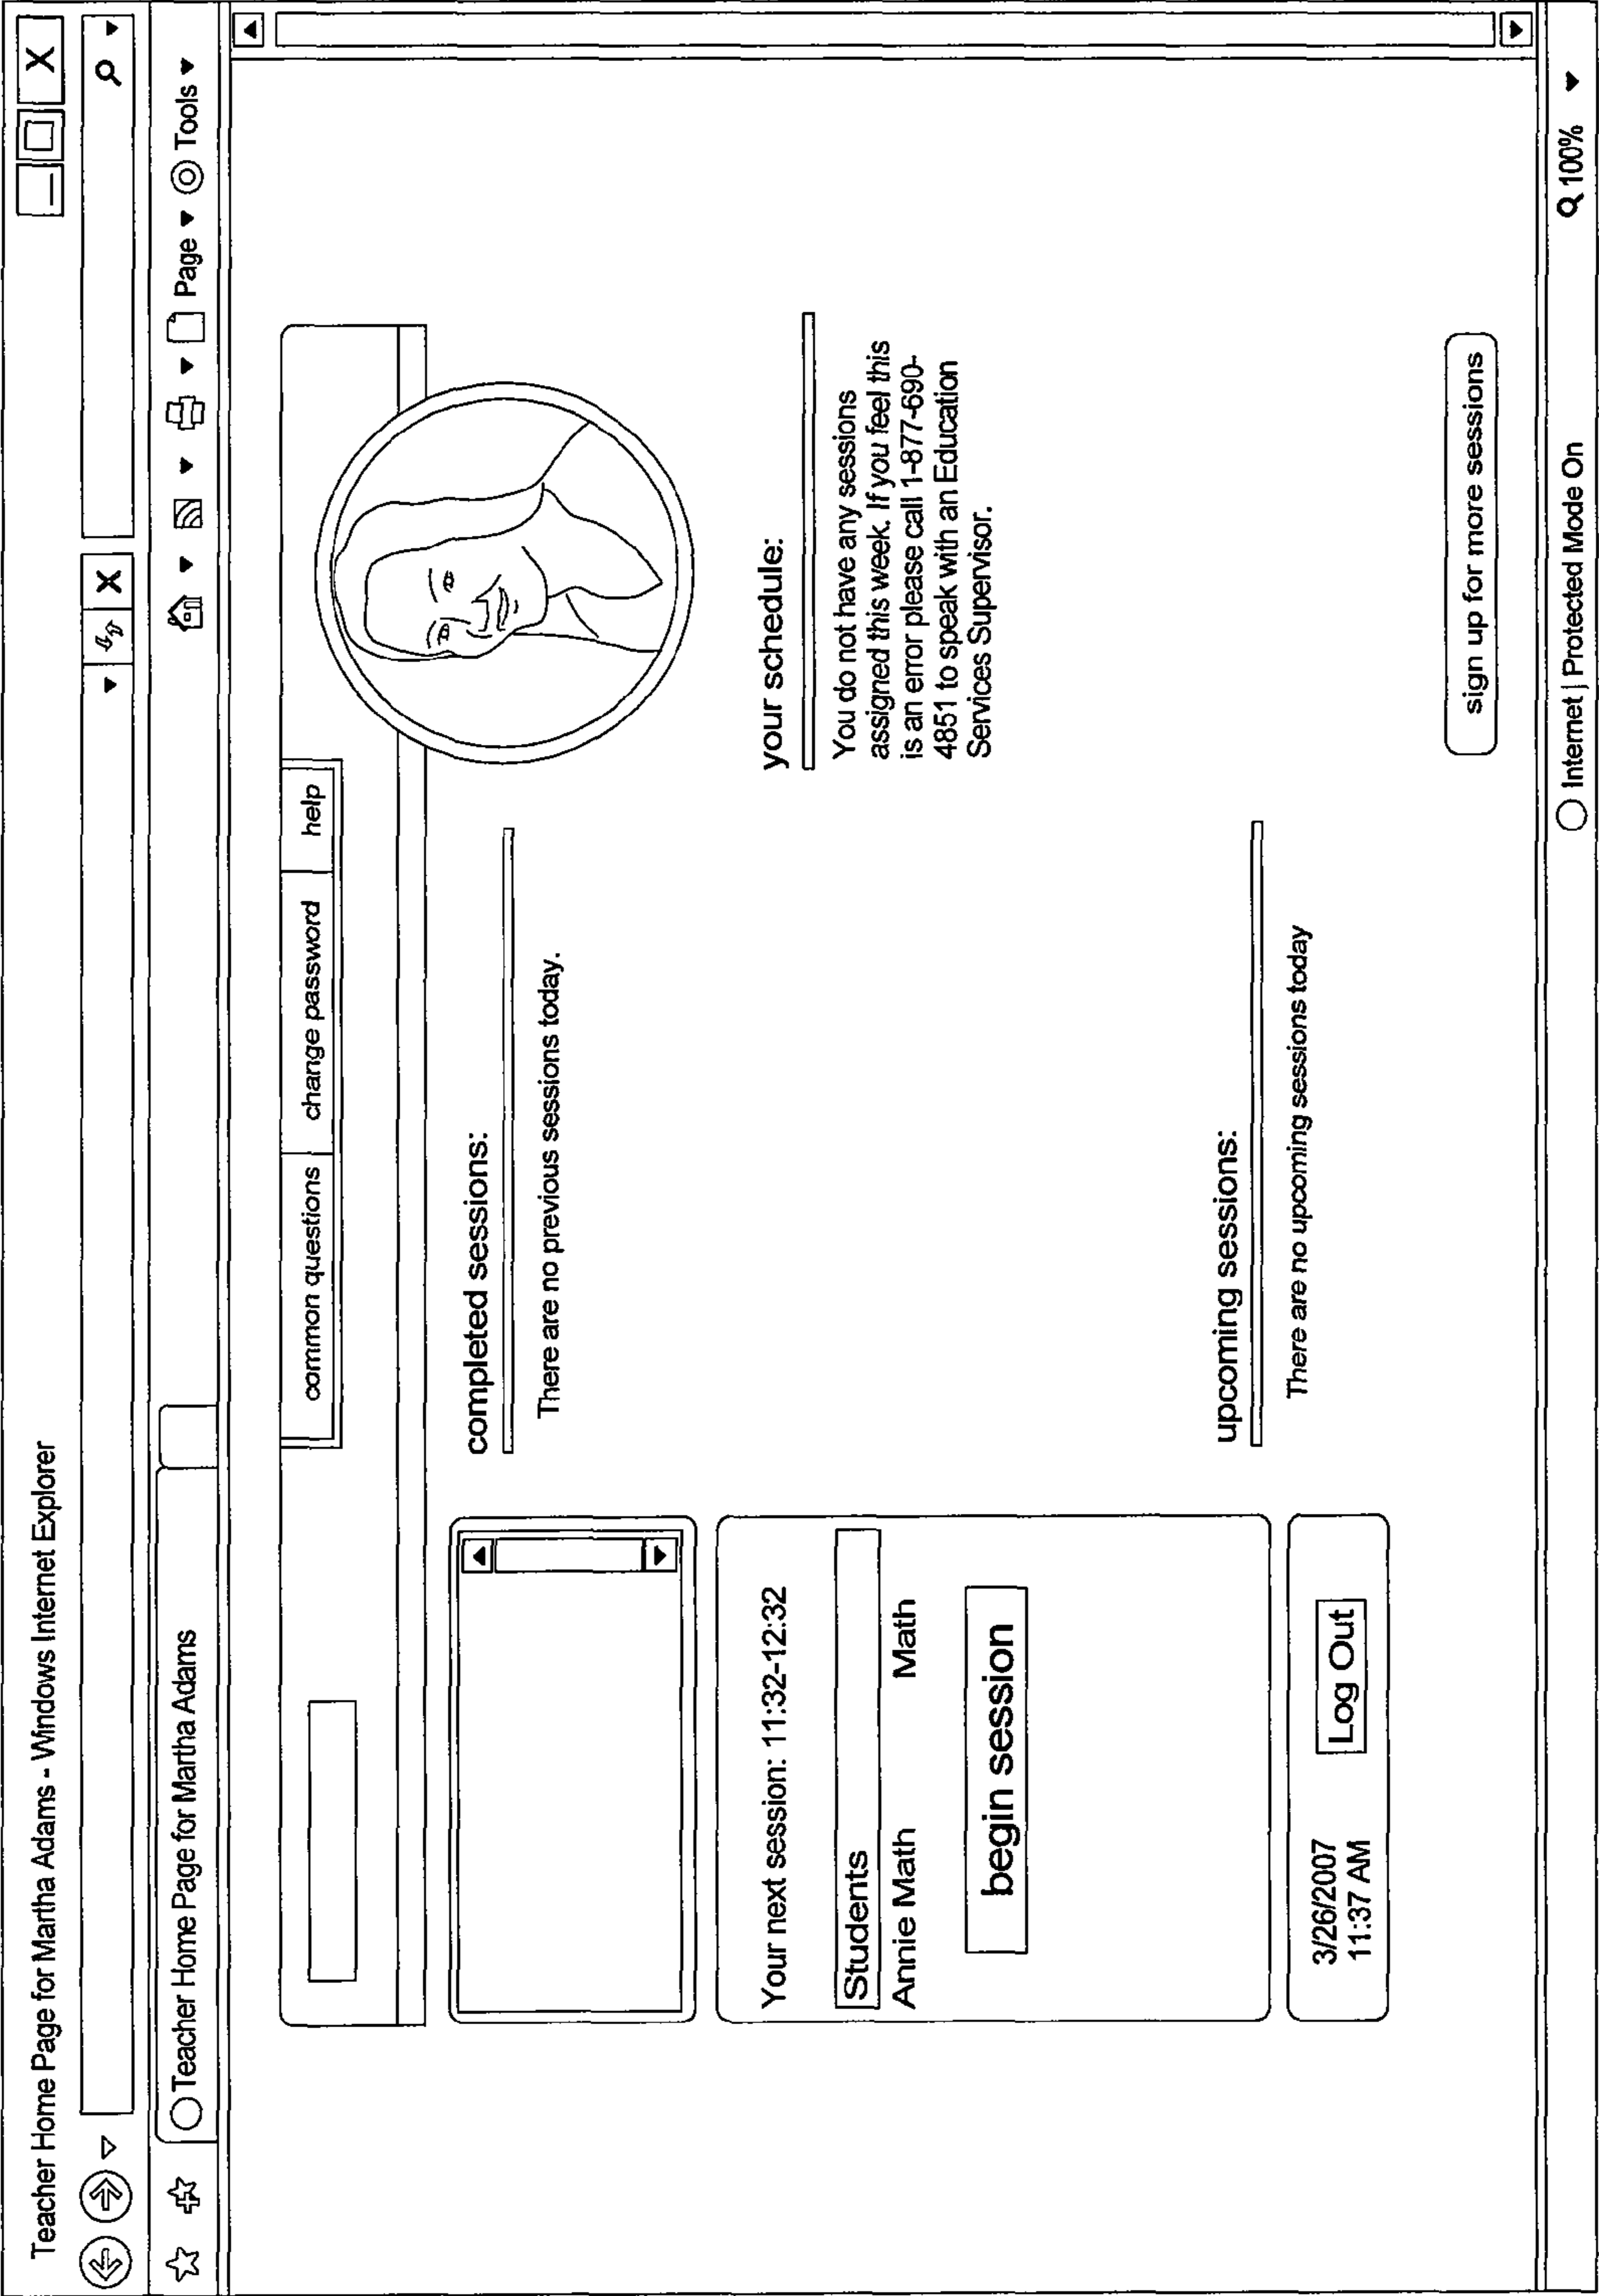 Teacher Home Page for Martha Adams - Windows Internet Explorer
X
X
Teacher Home Page for Martha Adams
Page
Tools
common questions
change password
help
completed sessions:
There are no previous sessions today.
Your next session: 11:32-12:32
Students
Annie Math Math
begin session
3/26/2007
11:37 AM
Log Out
your schedule:
You do not have any sessions
assigned this week. If you feel this
is an error please call 1-877-690-
4851 to speak with an Education
Services Supervisor.
upcoming sessions:
There are no upcoming sessions today
sign up for more sessions
Internet | Protected Mode On
100%